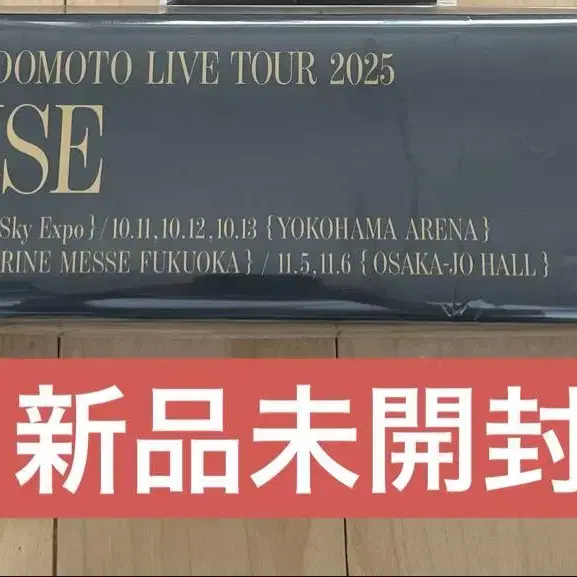 DOMOTO LIVE TOUR 2025
SE
Sky Expo}/10.11,10.12,10.13 {YOKOHAMA ARENA}
RINE MESSE FUKUOKA} / 11.5,11.6 {OSAKA-JO HALL}
新品未開封